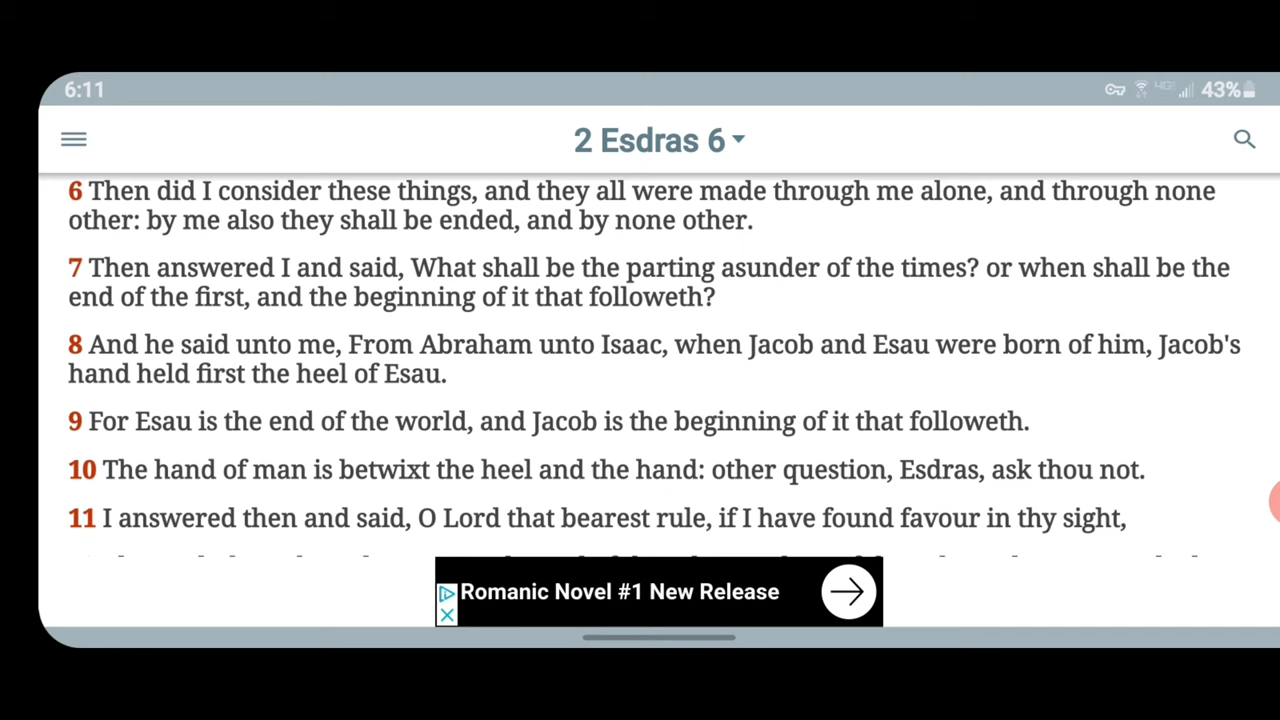 6:11
4G 43%
2 Esdras 6
6 Then did I consider these things, and they all were made through me alone, and through none
other: by me also they shall be ended, and by none other.
7 Then answered I and said, What shall be the parting asunder of the times? or when shall be the
end of the first, and the beginning of it that followeth?
8 And he said unto me, From Abraham unto Isaac, when Jacob and Esau were born of him, Jacob's
hand held first the heel of Esau.
9 For Esau is the end of the world, and Jacob is the beginning of it that followeth.
10 The hand of man is betwixt the heel and the hand: other question, Esdras, ask thou not.
11 I answered then and said, O Lord that bearest rule, if I have found favour in thy sight,
Romanic Novel #1 New Release